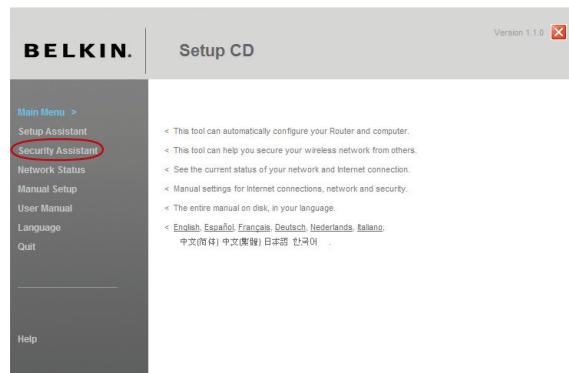 Version 1.1.0
BELKIN.
Setup CD
Main Menu >
Setup Assistant
< This tool can automatically configure your Router and computer.
Security Assistant
< This tool can help you secure your wireless network from others.
Network Status
< See the current status of your network and Internet connection.
Manual Setup
< Manual settings for Internet connections, network and security.
User Manual
< The entire manual on disk, in your language.
Language
< English, Español, Français, Deutsch, Nederlands, Italiano,
Quit
中文(简体) 中文(繁體) 日本語 한국어 .
Help